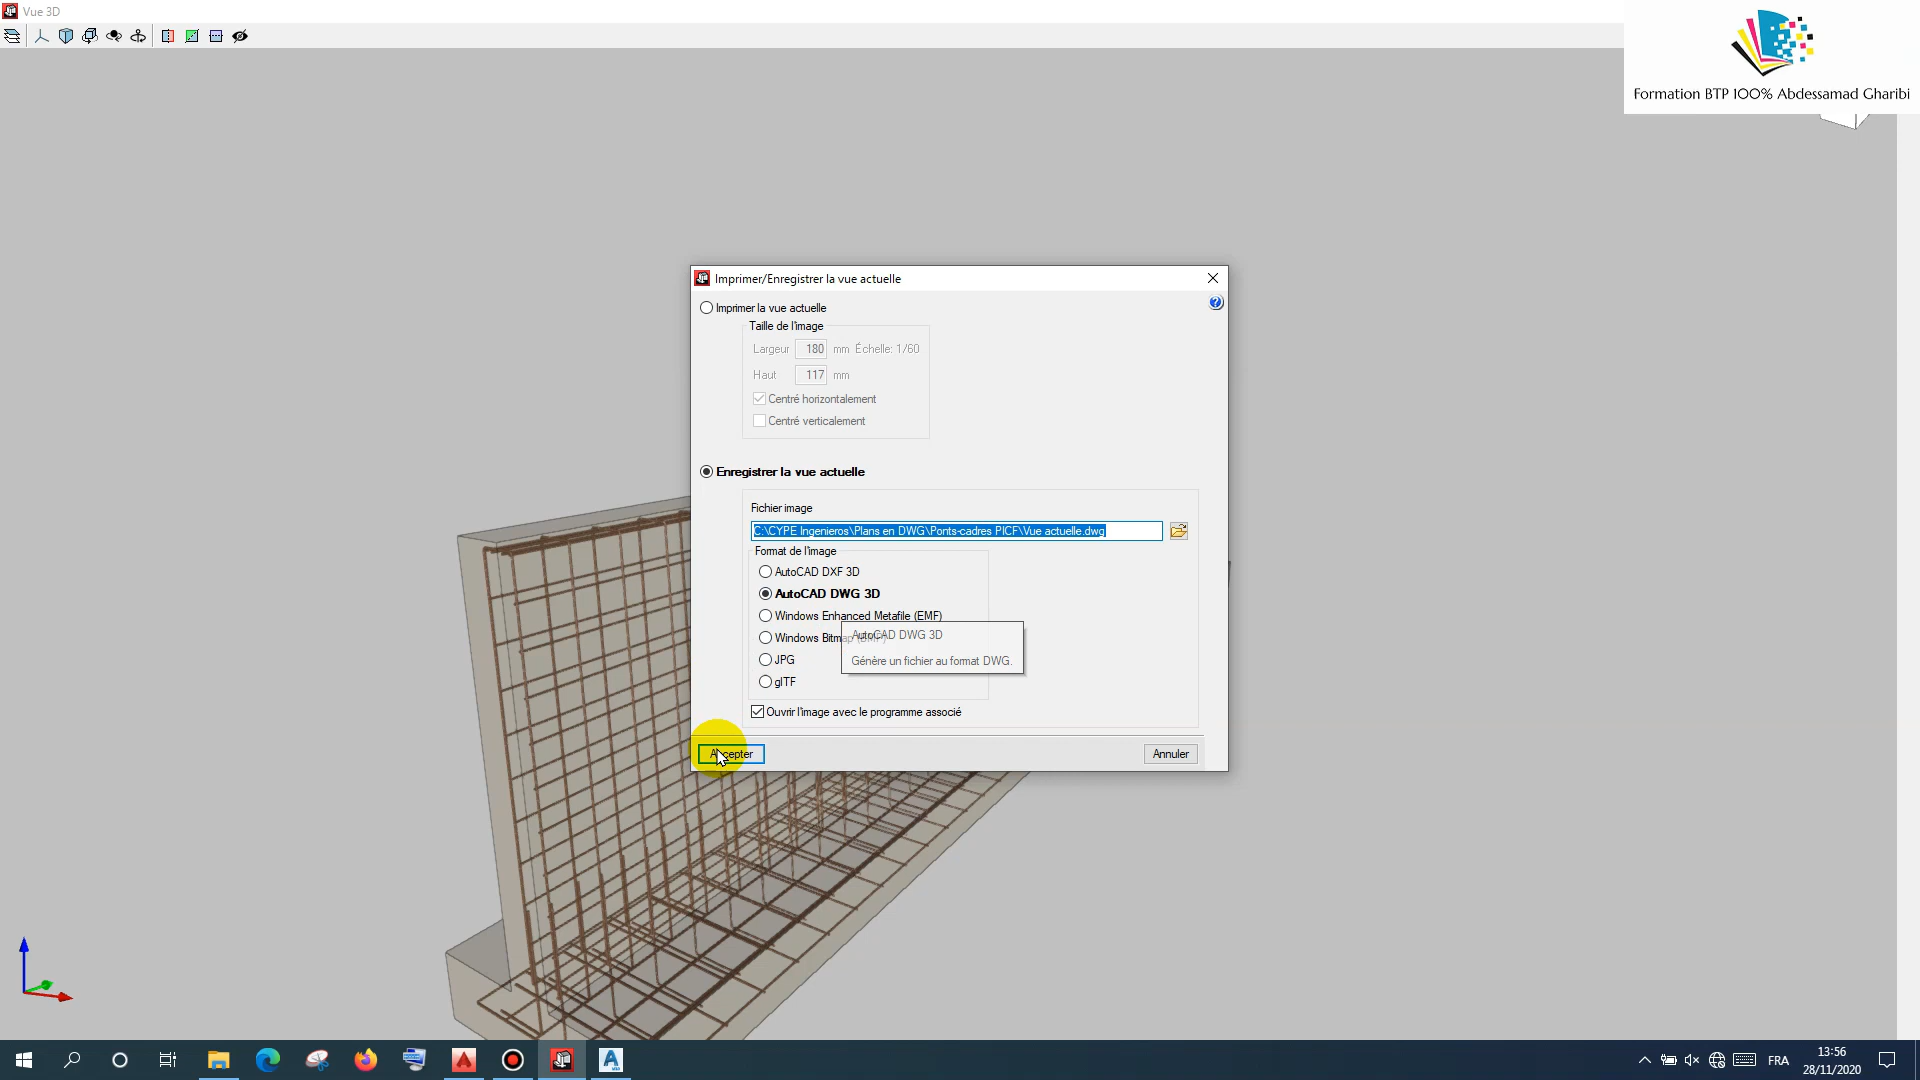 Vue 3D
Formation BTP 100% Abdessamad Gharibi
Imprimer/Enregistrer la vue actuelle
Imprimer la vue actuelle
Taille de l'image
Largeur 180 mm Échelle: 1/60
Haut 117 mm
Centré horizontalement
Centré verticalement
Enregistrer la vue actuelle
Fichier image
C:\CYPE Ingenieros\Plans en DWG\Ponts-cadres PICF\Vue actuelle.dwg
Format de l'image
AutoCAD DXF 3D
AutoCAD DWG 3D
Windows Enhanced Metafile (EMF)
Windows Bitmap (BMP)
AutoCAD DWG 3D
Génère un fichier au format DWG.
JPG
glTF
Ouvrir l'image avec le programme associé
Accepter
Annuler
FRA
13:56
28/11/2020